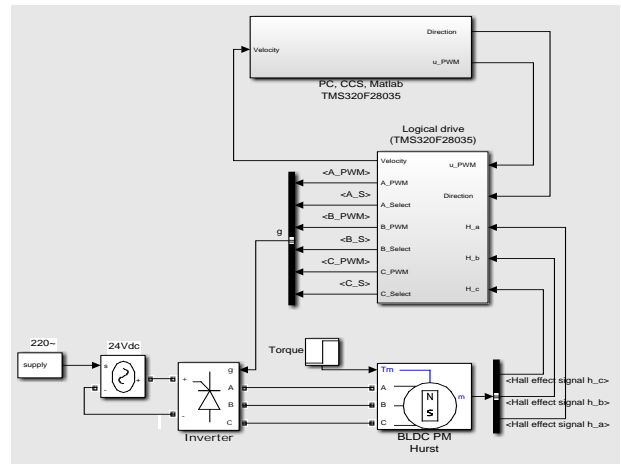 Direction
Velocity
u_PWM
PC, CCS, Matlab
TMS320F28035
Logical drive
(TMS320F28035)
Velocity
u_PWM
<A_PWM>
A_PWM
<A_S>
A_Select
Direction
<B_PWM>
B_PWM
H_a
g
<B_S>
B_Select
H_b
<C_PWM>
C_PWM
<C_S>
C_Select
H_c
220~
24Vdc
Torque
supply
s
+
-
+
g
A
B
C
-
Inverter
Tm
A
B
C
N
S
m
BLDC PM
Hurst
<Hall effect signal h_c>
<Hall effect signal h_b>
<Hall effect signal h_a>